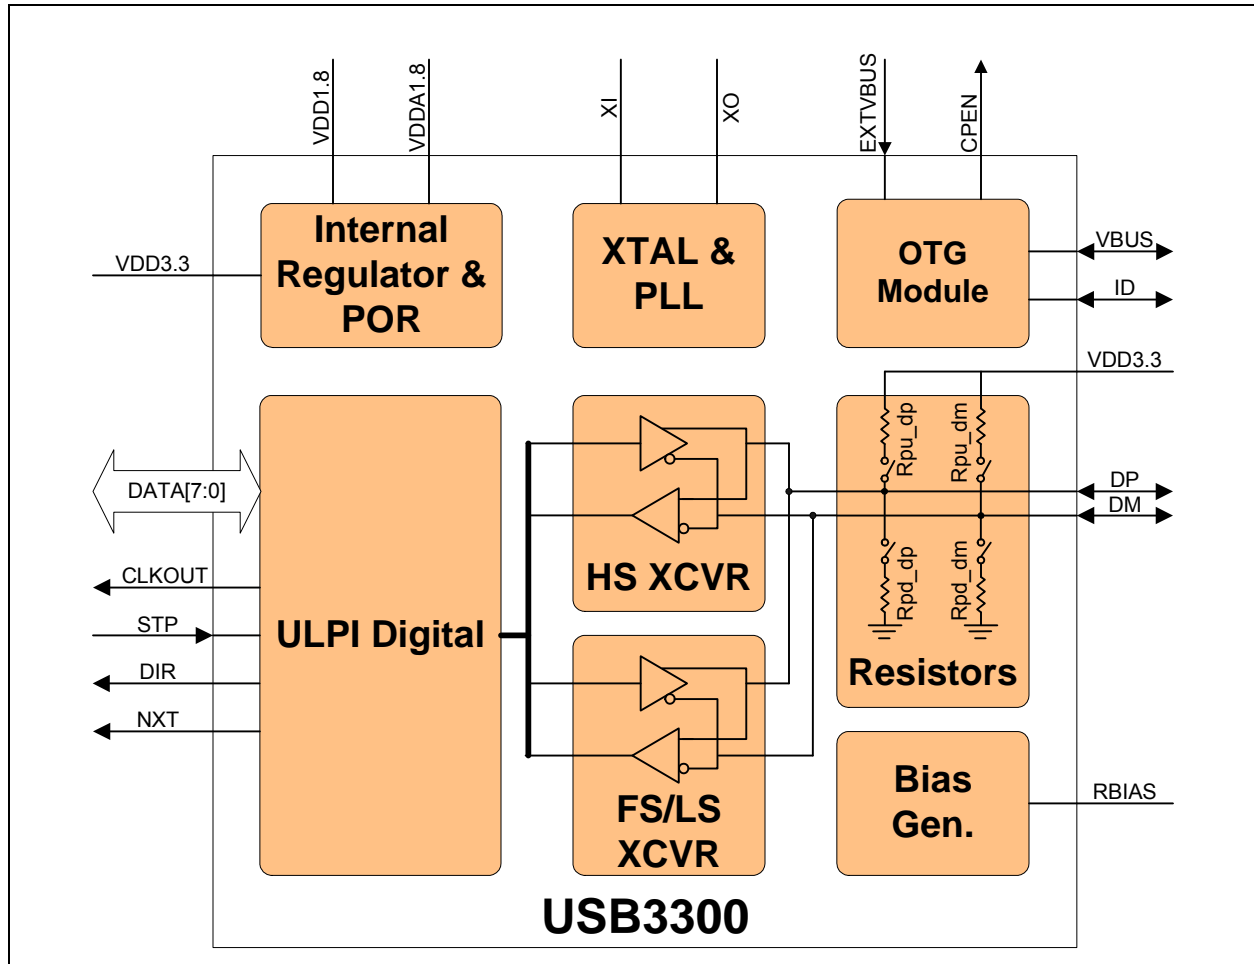 VDD1.8
VDDA1.8
XI
XO
EXTVBUS
CPEN
Internal
Regulator &
POR
XTAL &
PLL
OTG
Module
VDD3.3
VBUS
ID
VDD3.3
Rpu_dp
Rpu_dm
DATA[7:0]
DP
DM
HS XCVR
Rpd_dp
Rpd_dm
CLKOUT
STP
ULPI Digital
DIR
Resistors
NXT
FS/LS
XCVR
Bias
Gen.
RBIAS
USB3300